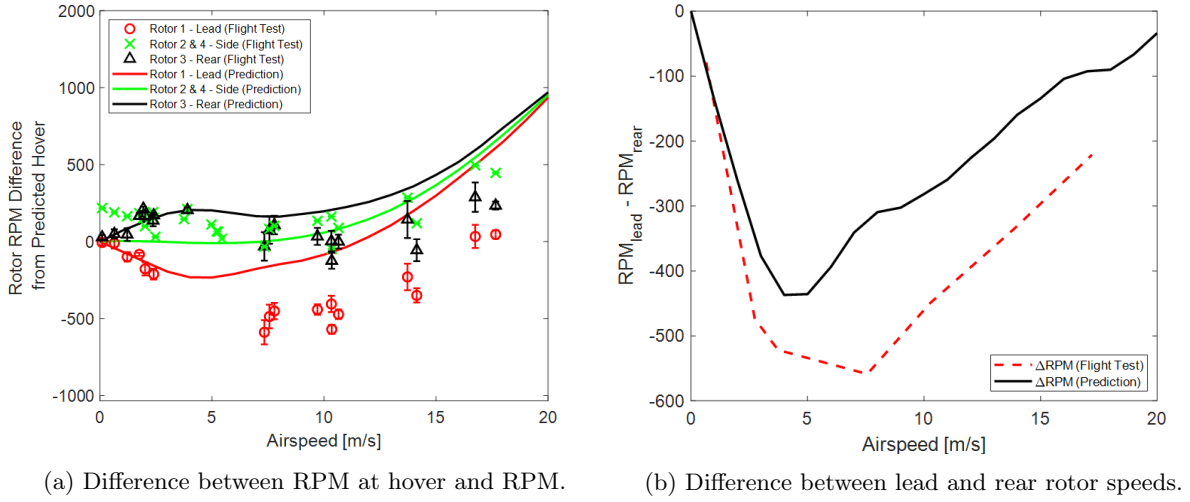 2000
1000
500
0
-500
-1000
0
5
10
15
20
Rotor RPM Difference
from Predicted Hover
Airspeed [m/s]
Rotor 1 - Lead (Flight Test)
Rotor 2 & 4 - Side (Flight Test)
Rotor 3 - Rear (Flight Test)
Rotor 1 - Lead (Prediction)
Rotor 2 & 4 - Side (Prediction)
Rotor 3 - Rear (Prediction)
(a) Difference between RPM at hover and RPM.
0
-100
-200
-300
-400
-500
-600
0
5
10
15
20
RPMlead - RPMrear
Airspeed [m/s]
ΔRPM (Flight Test)
ΔRPM (Prediction)
(b) Difference between lead and rear rotor speeds.